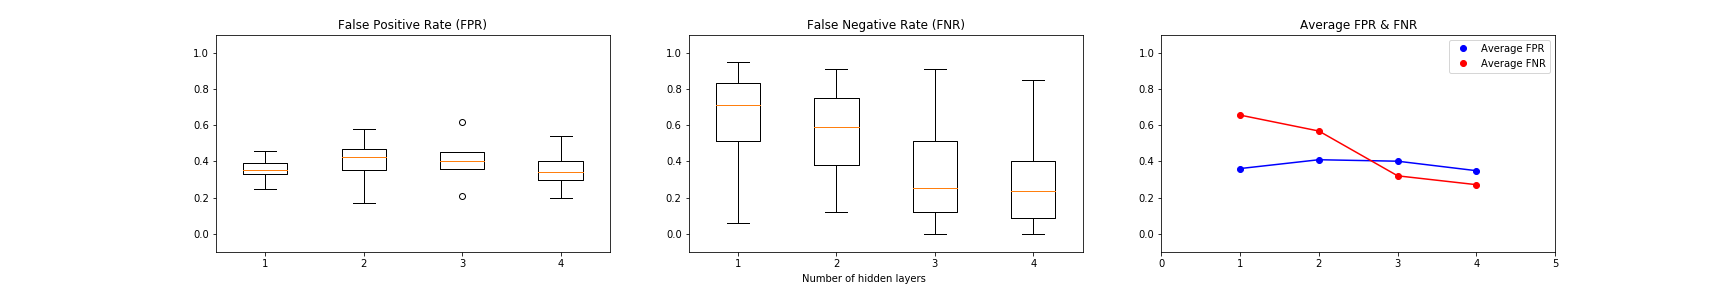 False Positive Rate (FPR)
1.0
0.8
0.6
0.4
0.2
0.0
1 2 3 4
False Negative Rate (FNR)
1.0
0.8
0.6
0.4
0.2
0.0
1 2 3 4
Number of hidden layers
Average FPR & FNR
Average FPR
Average FNR
1.0
0.8
0.6
0.4
0.2
0.0
0 1 2 3 4 5